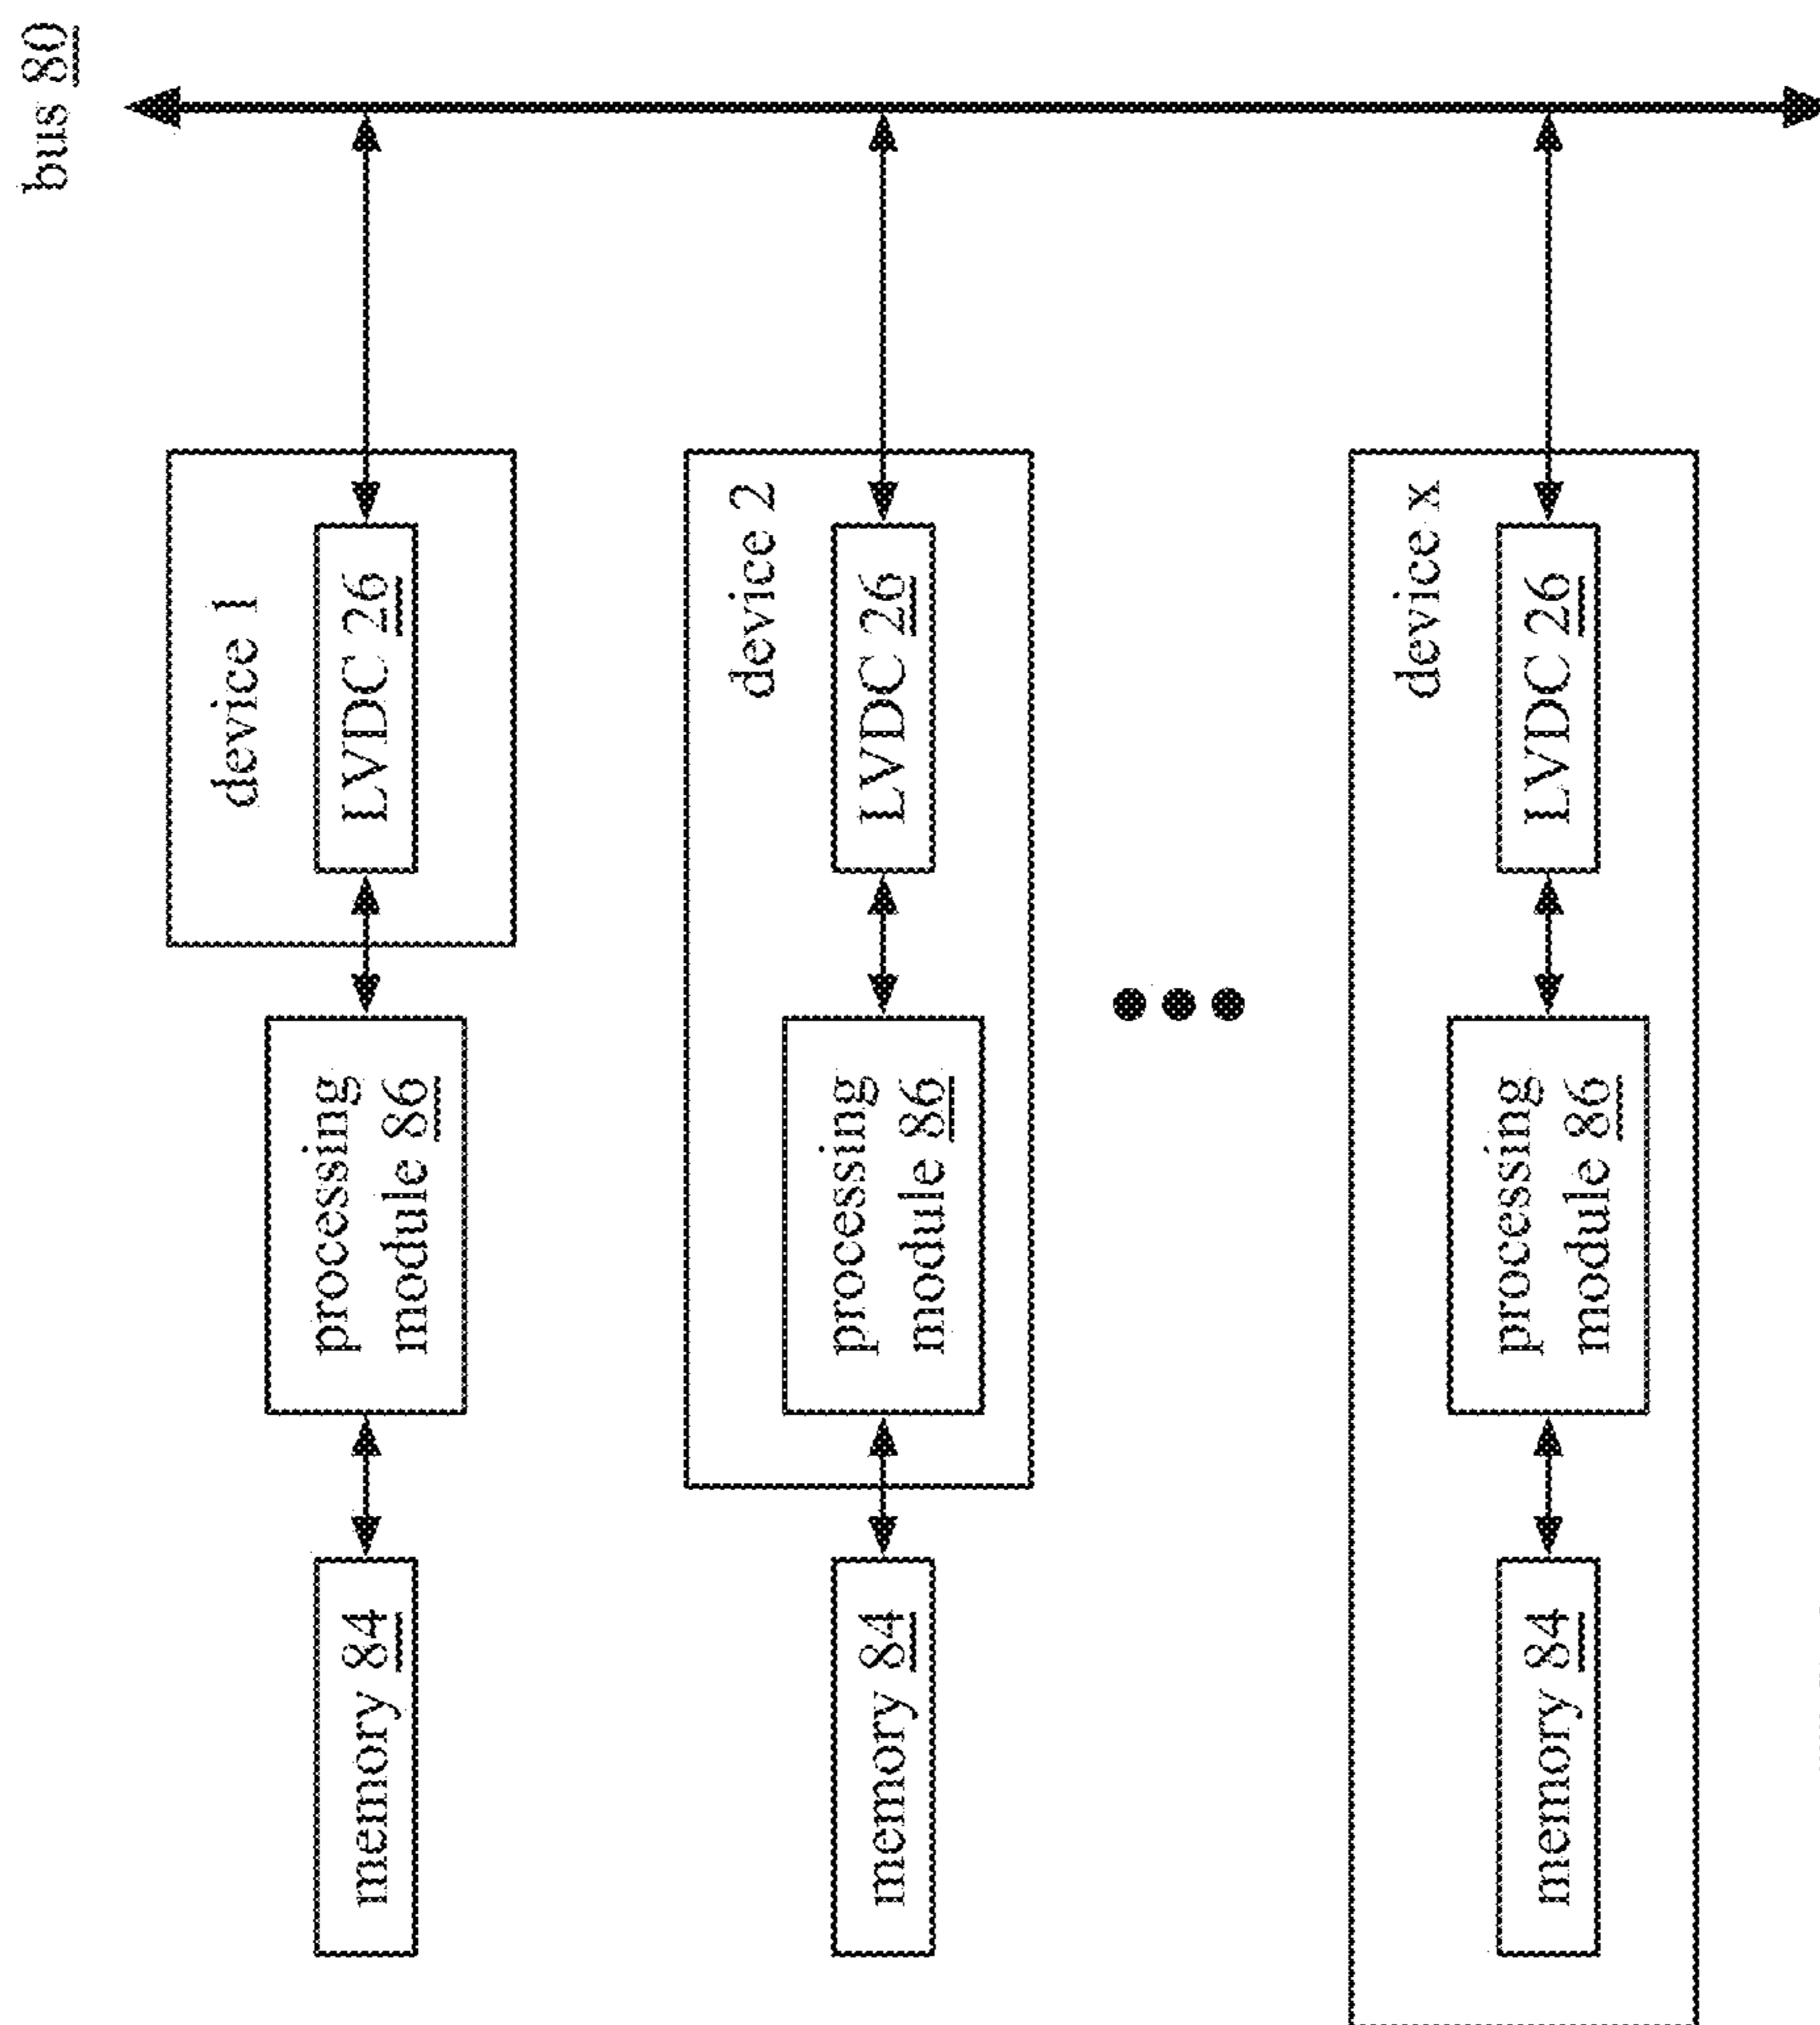 bus 80
device 1
memory 84
processing
module 86
LVDC 26
device 2
memory 84
processing
module 86
LVDC 26
device x
memory 84
processing
module 86
LVDC 26